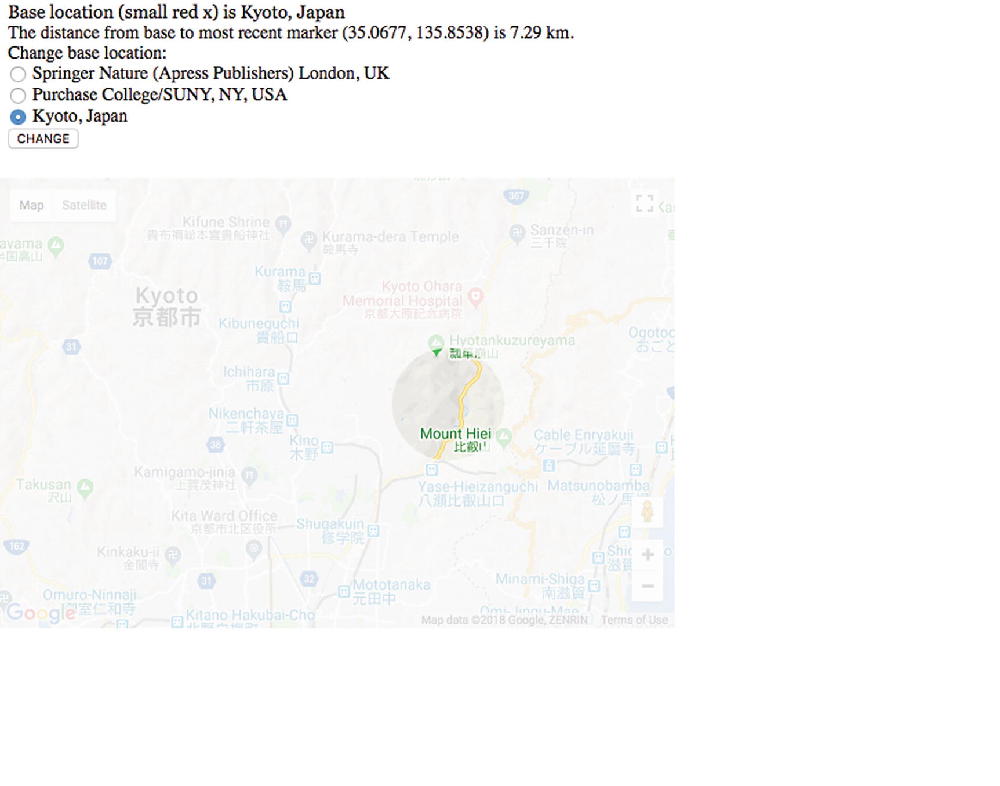 Base location (small red x) is Kyoto, Japan
The distance from base to most recent marker (35.0677, 135.8538) is 7.29 km.
Change base location:
Springer Nature (Apress Publishers) London, UK
Purchase College/SUNY, NY, USA
Kyoto, Japan
CHANGE
Map
Satellite
367
Kifune Shrine
貴布禰総本宮貴船神社
Kurama-dera Temple
鞍馬寺
Sanzen-in
三千院
ayama
半国高山
107
Kurama
鞍馬
Kyoto
京都市
Kyoto Ohara
Memorial Hospital
京都大原記念病院
Kibuneguchi
貴船口
31
Hyotankuzureyama
Ogotoo
おごと
Ichihara
市原
Nikenchaya
二軒茶屋
Kino
木野
38
Mount Hiei
比叡山
Cable Enryakuji
ケーブル延暦寺
Kamigamo-jinja
上賀茂神社
Takusan
沢山
Yase-Hieizanguchi
八瀬比叡山口
Matsunobamba
松ノ馬場
Kita Ward Office
京都市北区役所
Shugakuin
修学院
162
Kinkaku-ji
金閣寺
31
32
Mototanaka
元田中
Minami-Shiga
南滋賀
Shig
滋賀
Omuro-Ninnaji
御室仁和寺
Google
Kitano Hakubai-Cho
北野白梅町
Omi-Jingu-Mae
Map data ©2018 Google, ZENRIN
Terms of Use